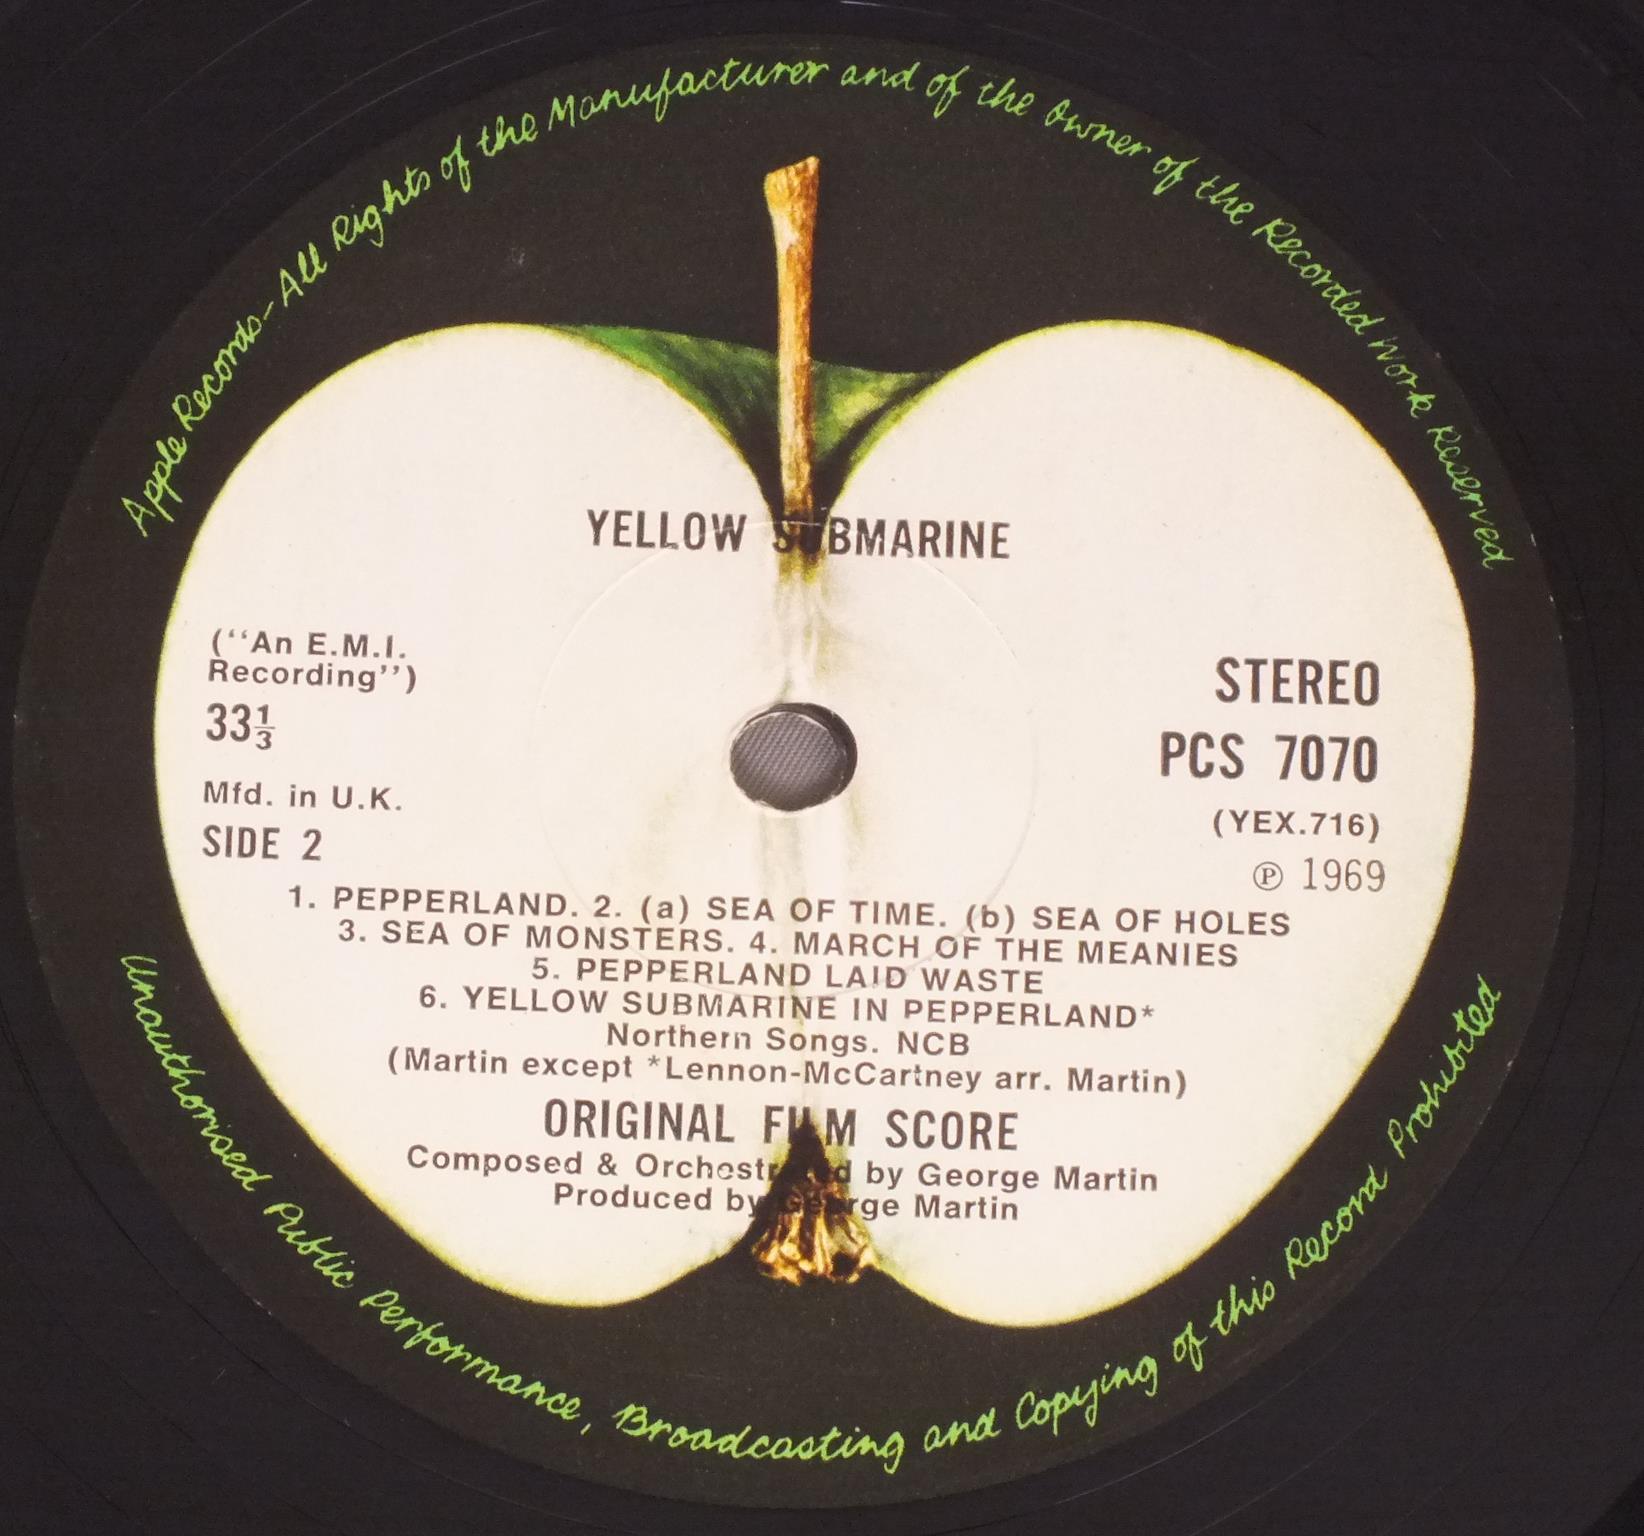 Apple Records-All Rights of the Manufacturer and of the Owner of the Recorded Work Reserved
YELLOW SUBMARINE
("An E.M.I.
Recording")
33⅓
Mfd. in U.K.
SIDE 2
STEREO
PCS 7070
(YEX.716)
℗ 1969
1. PEPPERLAND. 2. (a) SEA OF TIME. (b) SEA OF HOLES
3. SEA OF MONSTERS. 4. MARCH OF THE MEANIES
5. PEPPERLAND LAID WASTE
6. YELLOW SUBMARINE IN PEPPERLAND*
Northern Songs. NCB
(Martin except *Lennon-McCartney arr. Martin)
ORIGINAL FILM SCORE
Composed & Orchestrated by George Martin
Produced by George Martin
Unauthorised Public Performance, Broadcasting and Copying of this Record Prohibited